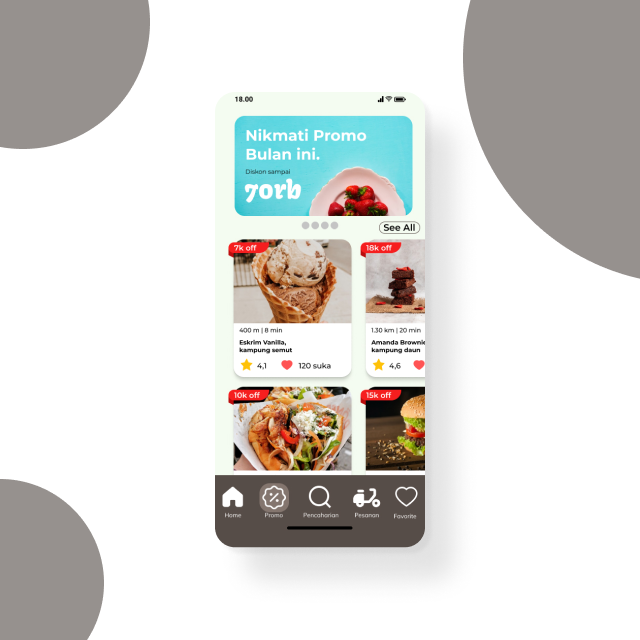 18.00
Nikmati Promo
Bulan ini.
Diskon sampai
70rb
See All
7k off
18k off
400 m | 8 min
1.30 km | 20 min
Eskrim Vanilla,
kampung semut
Amanda Brownie
kampung daun
4,1
120 suka
4,6
10k off
15k off
Home
Promo
Pencaharian
Pesanan
Favorite